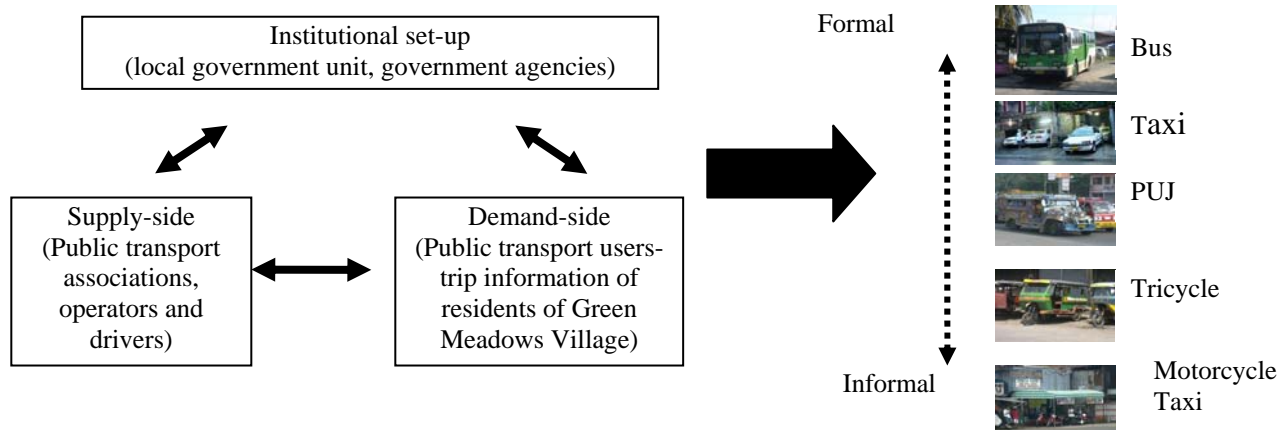 Institutional set-up
(local government unit, government agencies)
Supply-side
(Public transport
associations,
operators and
drivers)
Demand-side
(Public transport users-
trip information of
residents of Green
Meadows Village)
Formal
Informal
Bus
Taxi
PUJ
Tricycle
Motorcycle
Taxi